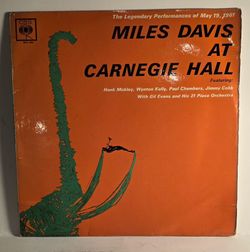 CBS
The Legendary Performances of May 19, 1961
MILES DAVIS
AT
CARNEGIE HALL
Featuring:
Hank Mobley, Wynton Kelly, Paul Chambers, Jimmy Cobb
With Gil Evans and His 21 Piece Orchestra